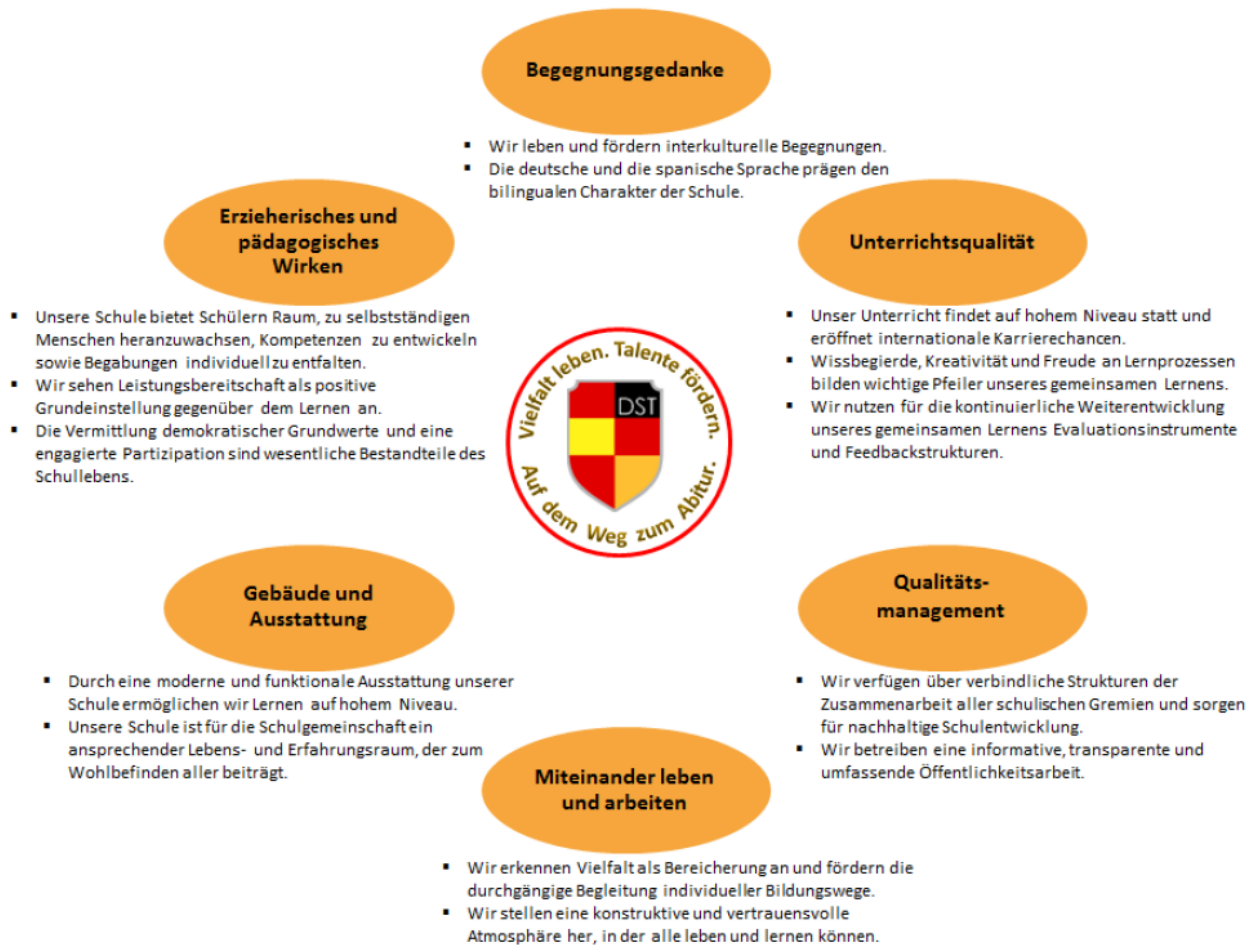 Begegnungsgedanke
▪ Wir leben und fördern interkulturelle Begegnungen.
▪ Die deutsche und die spanische Sprache prägen den
bilingualen Charakter der Schule.
Erzieherisches und
pädagogisches
Wirken
▪ Unsere Schule bietet Schülern Raum, zu selbstständigen
Menschen heranzuwachsen, Kompetenzen zu entwickeln
sowie Begabungen individuell zu entfalten.
▪ Wir sehen Leistungsbereitschaft als positive
Grundeinstellung gegenüber dem Lernen an.
▪ Die Vermittlung demokratischer Grundwerte und eine
engagierte Partizipation sind wesentliche Bestandteile des
Schullebens.
Unterrichtsqualität
▪ Unser Unterricht findet auf hohem Niveau statt und
eröffnet internationale Karrierechancen.
▪ Wissbegierde, Kreativität und Freude an Lernprozessen
bilden wichtige Pfeiler unseres gemeinsamen Lernens.
▪ Wir nutzen für die kontinuierliche Weiterentwicklung
unseres gemeinsamen Lernens Evaluationsinstrumente
und Feedbackstrukturen.
Vielfalt leben. Talente fördern.
DST
Auf dem Weg zum Abitur.
Gebäude und
Ausstattung
▪ Durch eine moderne und funktionale Ausstattung unserer
Schule ermöglichen wir Lernen auf hohem Niveau.
▪ Unsere Schule ist für die Schulgemeinschaft ein
ansprechender Lebens- und Erfahrungsraum, der zum
Wohlbefinden aller beiträgt.
Qualitäts-
management
▪ Wir verfügen über verbindliche Strukturen der
Zusammenarbeit aller schulischen Gremien und sorgen
für nachhaltige Schulentwicklung.
▪ Wir betreiben eine informative, transparente und
umfassende Öffentlichkeitsarbeit.
Miteinander leben
und arbeiten
▪ Wir erkennen Vielfalt als Bereicherung an und fördern die
durchgängige Begleitung individueller Bildungswege.
▪ Wir stellen eine konstruktive und vertrauensvolle
Atmosphäre her, in der alle leben und lernen können.